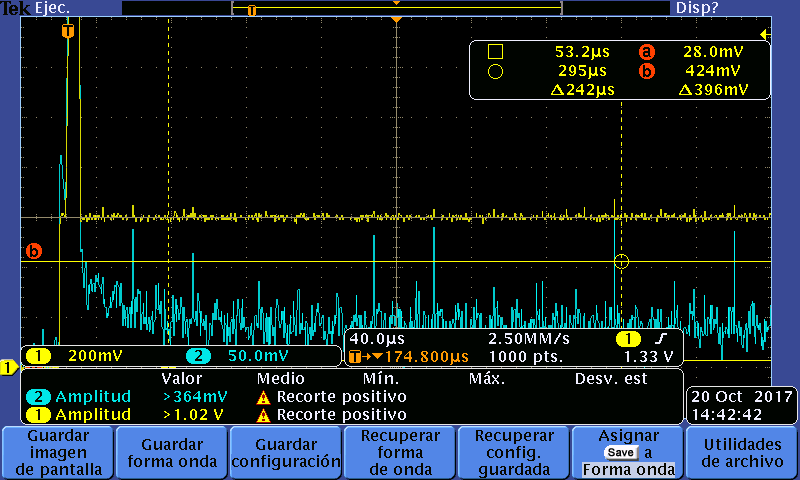 Tek Ejec. Disp?
T
T
53.2µs a 28.0mV
295µs b 424mV
Δ242µs Δ396mV
b
1 200mV 2 50.0mV
40.0µs 2.50MM/s 1
T→▼174.800µs 1000 pts. 1.33 V
1
Valor Medio Mín. Máx. Desv. est
2 Amplitud >364mV Recorte positivo
1 Amplitud >1.02 V Recorte positivo
20 Oct 2017
14:42:42
Guardar imagen de pantalla
Guardar forma onda
Guardar configuración
Recuperar forma de onda
Recuperar config. guardada
Asignar Save a Forma onda
Utilidades de archivo